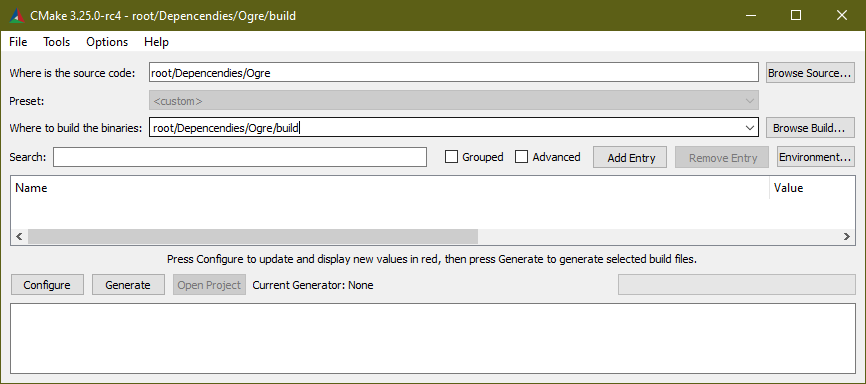 CMake 3.25.0-rc4 - root/Depencendies/Ogre/build
File Tools Options Help
Where is the source code: root/Depencendies/Ogre Browse Source...
Preset: <custom>
Where to build the binaries: root/Depencendies/Ogre/build Browse Build...
Search: Grouped Advanced Add Entry Remove Entry Environment...
Name Value
Press Configure to update and display new values in red, then press Generate to generate selected build files.
Configure Generate Open Project Current Generator: None